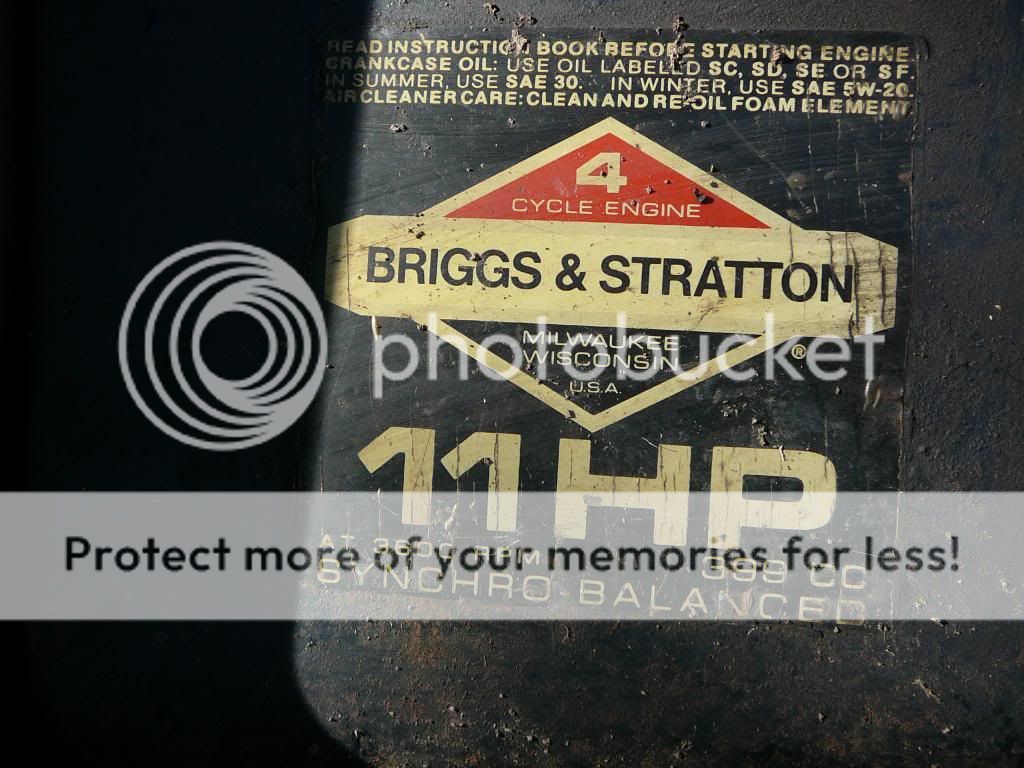 READ INSTRUCTION BOOK BEFORE STARTING ENGINE.
CRANKCASE OIL: USE OIL LABELLED SC, SD, SE OR SF.
IN SUMMER, USE SAE 30. IN WINTER, USE SAE 5W-20.
AIR CLEANER CARE: CLEAN AND RE-OIL FOAM ELEMENT.
4
CYCLE ENGINE
BRIGGS & STRATTON
MILWAUKEE
WISCONSIN
U.S.A.
®
photobucket
11 HP
Protect more of your memories for less!
AT 3600 RPM 399 CC
SYNCHRO BALANCED